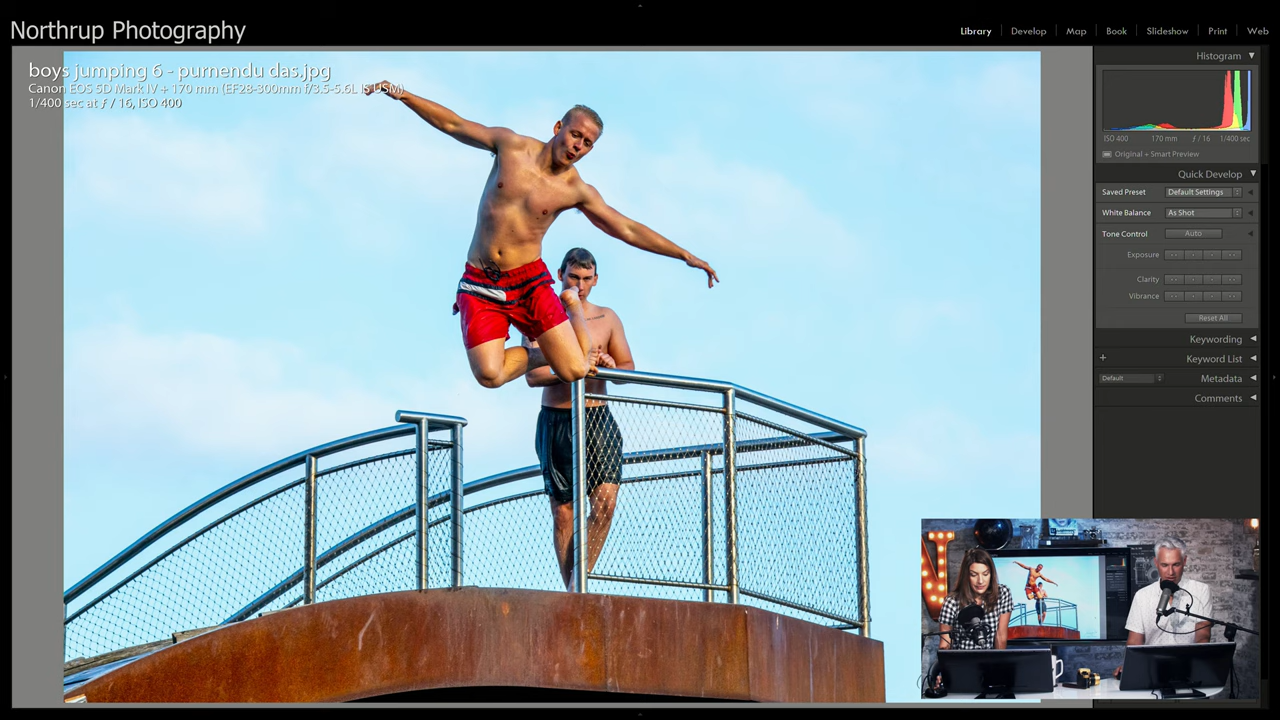 Northrup Photography
Library Develop Map Book Slideshow Print Web
boys jumping 6 - purnendu das.jpg
Canon EOS 5D Mark IV + 170 mm (EF28-300mm f/3.5-5.6L IS USM)
1/400 sec at ƒ / 16, ISO 400
Histogram
ISO 400 170 mm ƒ / 16 1/400 sec
Original + Smart Preview
Quick Develop
Saved Preset Default Settings
White Balance As Shot
Tone Control Auto
Exposure
Clarity
Vibrance
Reset All
Keywording
+ Keyword List
Default Metadata
Comments
N